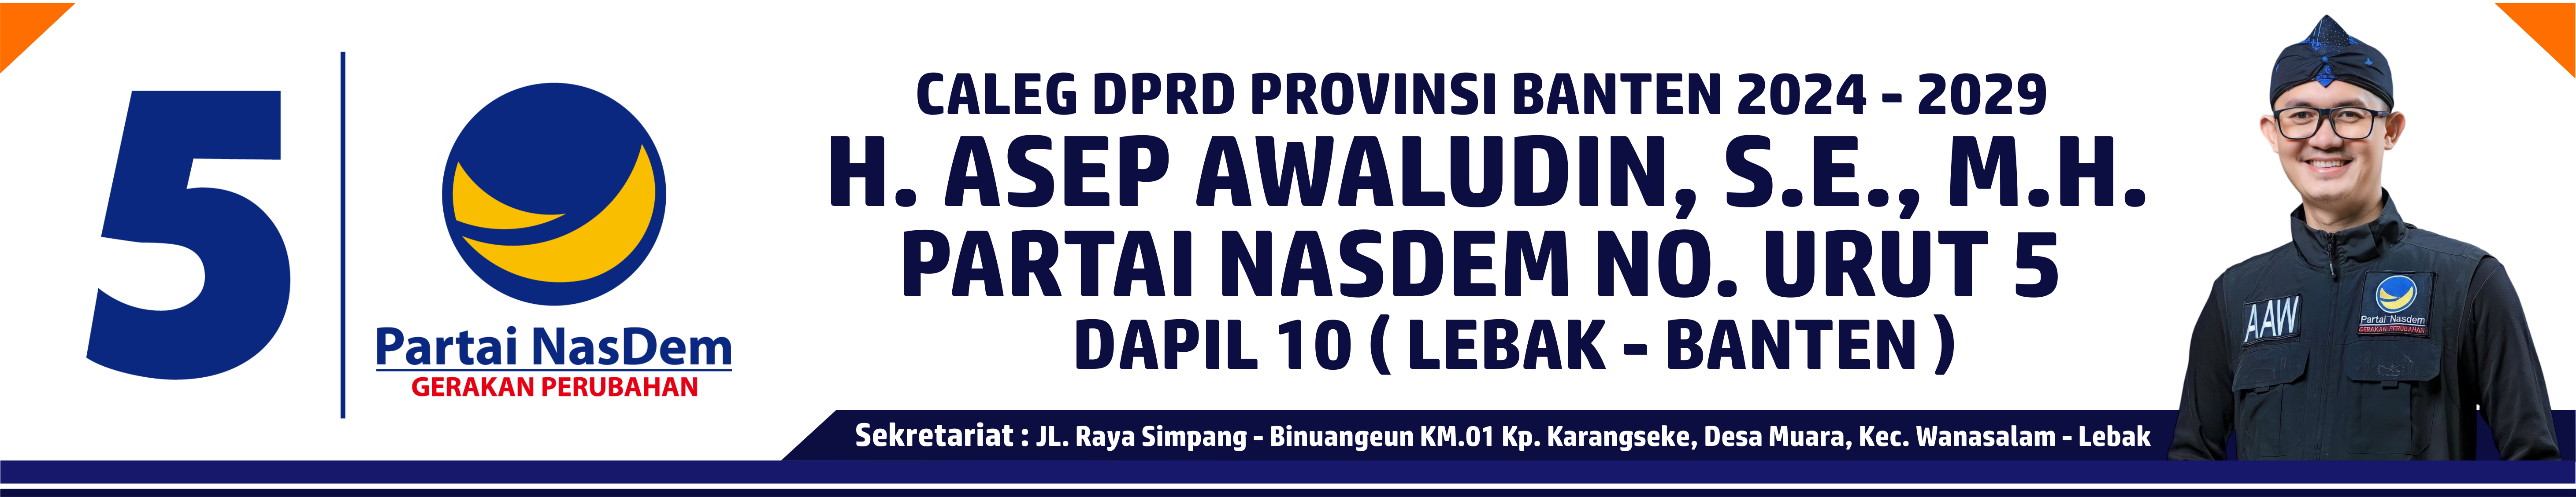 5
Partai NasDem
GERAKAN PERUBAHAN
CALEG DPRD PROVINSI BANTEN 2024 - 2029
H. ASEP AWALUDIN, S.E., M.H.
PARTAI NASDEM NO. URUT 5
DAPIL 10 ( LEBAK - BANTEN )
Sekretariat : JL. Raya Simpang - Binuangeun KM.01 Kp. Karangseke, Desa Muara, Kec. Wanasalam - Lebak
AAW
Partai Nasdem
GERAKAN PERUBAHAN